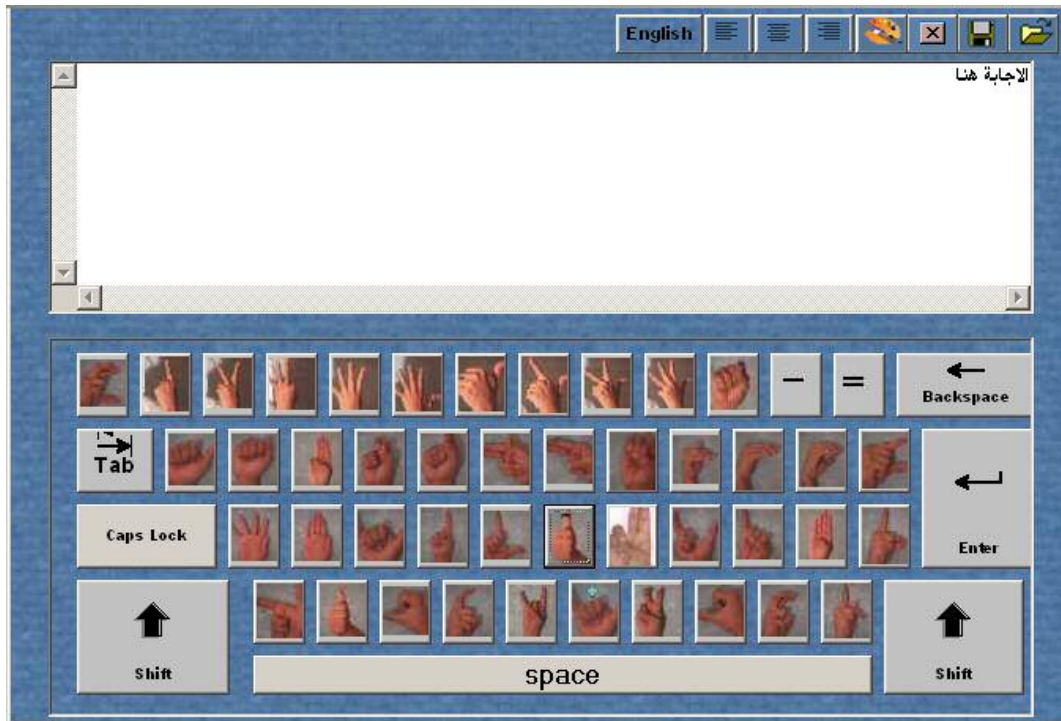 English
الاجابة هنا
- = Backspace
Tab
Caps Lock
Enter
Shift
Shift
space